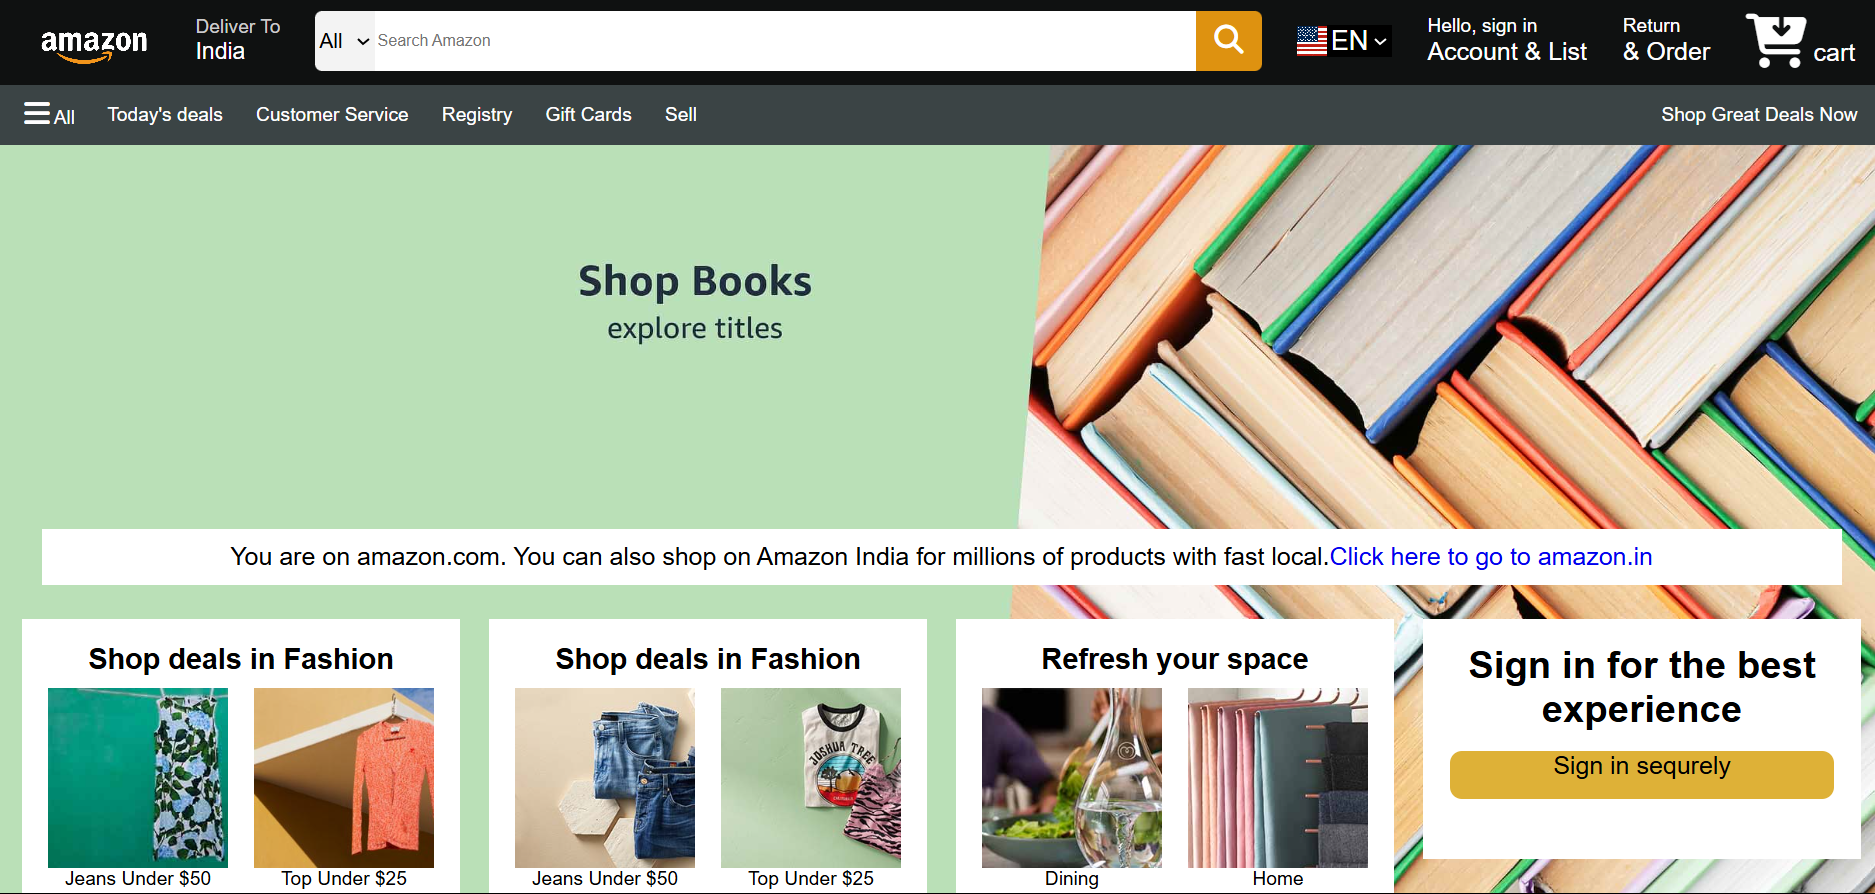 amazon
Deliver To
India
All
Search Amazon
EN
Hello, sign in
Account & List
Return
& Order
cart
All
Today's deals
Customer Service
Registry
Gift Cards
Sell
Shop Great Deals Now
Shop Books
explore titles
You are on amazon.com. You can also shop on Amazon India for millions of products with fast local.Click here to go to amazon.in
Shop deals in Fashion
Jeans Under $50
Top Under $25
Shop deals in Fashion
JOSHUA TREE
Jeans Under $50
Top Under $25
Refresh your space
Dining
Home
Sign in for the best
experience
Sign in sequrely